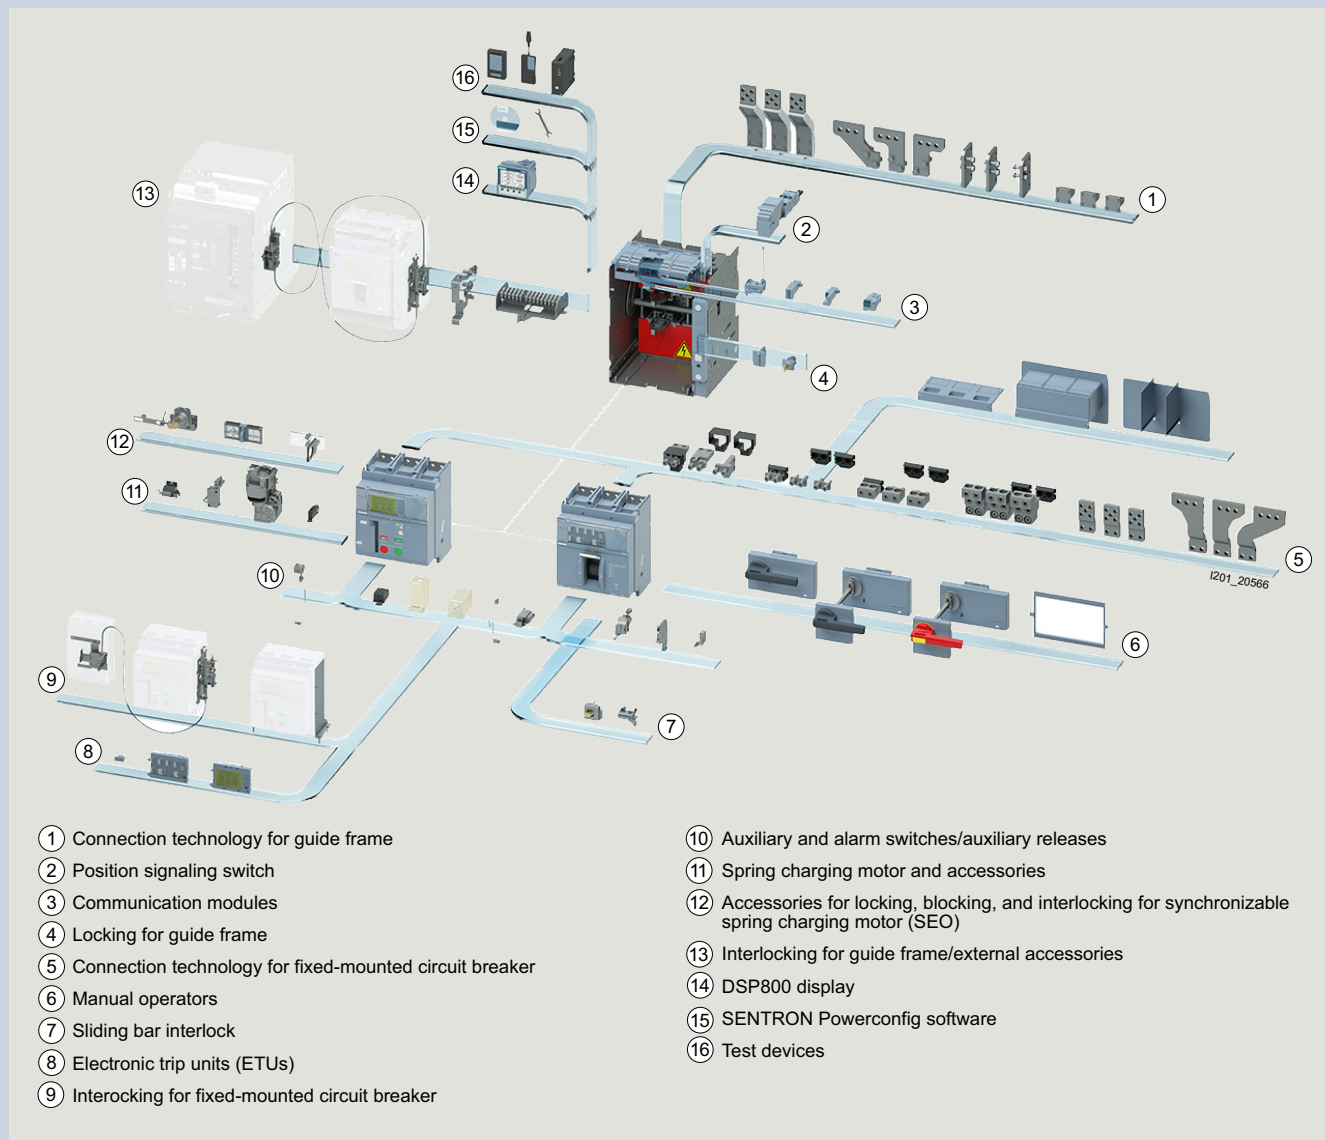 16
15
14
13
1
2
3
4
12
11
10
5
I201_20566
6
9
7
8
1 Connection technology for guide frame
2 Position signaling switch
3 Communication modules
4 Locking for guide frame
5 Connection technology for fixed-mounted circuit breaker
6 Manual operators
7 Sliding bar interlock
8 Electronic trip units (ETUs)
9 Interocking for fixed-mounted circuit breaker
10 Auxiliary and alarm switches/auxiliary releases
11 Spring charging motor and accessories
12 Accessories for locking, blocking, and interlocking for synchronizable
spring charging motor (SEO)
13 Interlocking for guide frame/external accessories
14 DSP800 display
15 SENTRON Powerconfig software
16 Test devices